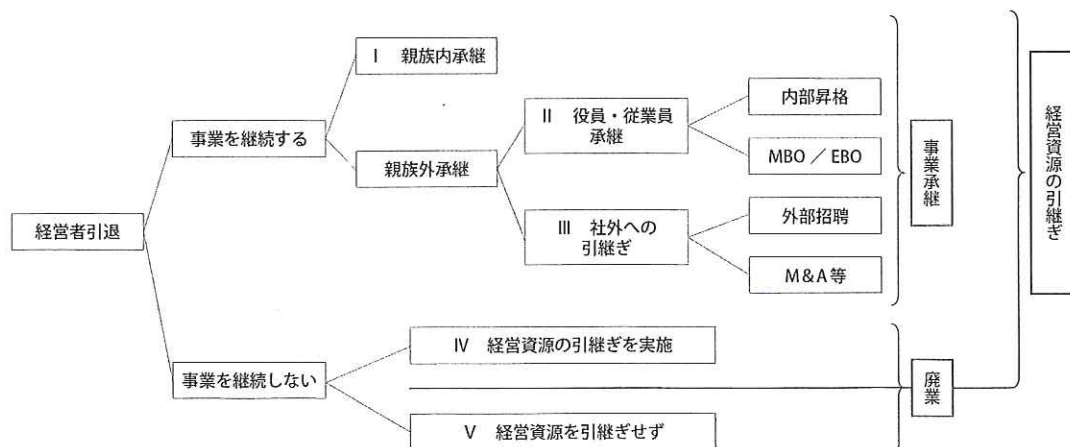 経営者引退
事業を継続する
事業を継続しない
Ⅰ 親族内承継
親族外承継
Ⅱ 役員・従業員
承継
Ⅲ 社外への
引継ぎ
内部昇格
MBO / EBO
外部招聘
M&A等
Ⅳ 経営資源の引継ぎを実施
Ⅴ 経営資源を引継ぎせず
事業承継
廃業
経営資源の引継ぎ